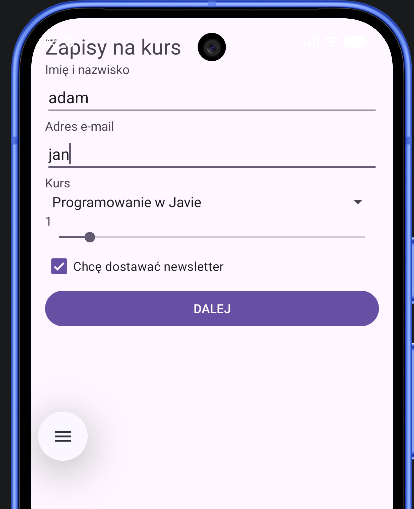 Zapisy na kurs
Imię i nazwisko
adam
Adres e-mail
jan
Kurs
Programowanie w Javie
1
Chcę dostawać newsletter
DALEJ